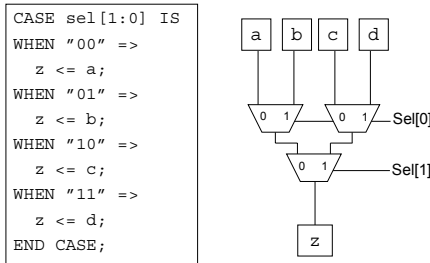 CASE sel[1:0] IS
WHEN "00" =>
z <= a;
WHEN "01" =>
z <= b;
WHEN "10" =>
z <= c;
WHEN "11" =>
z <= d;
END CASE;
a b c d
0 1 0 1 Sel[0]
0 1 Sel[1]
z